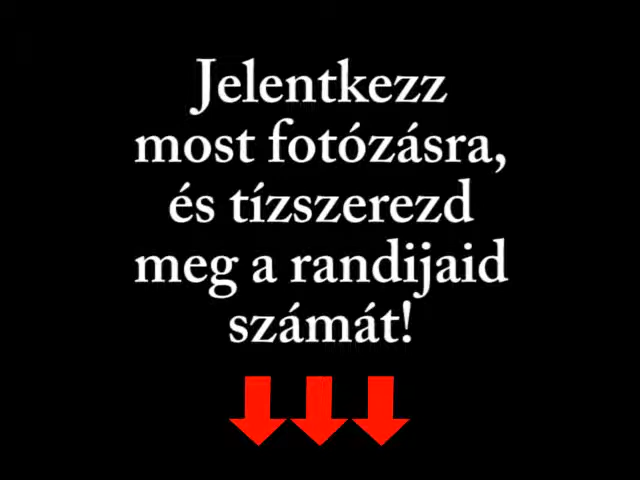 Jelentkezz
most fotózásra,
és tízszerezd
meg a randijaid
számát!